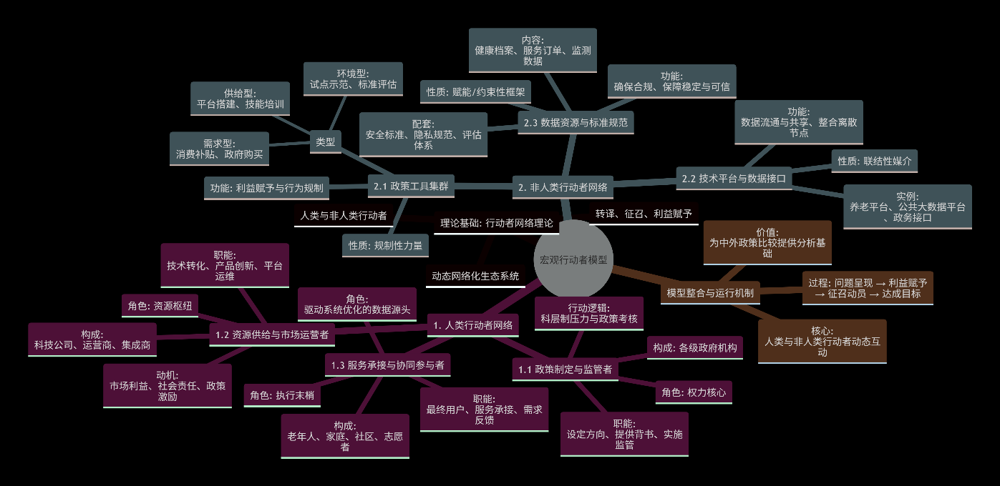 宏观行动者模型
理论基础: 行动者网络理论
人类与非人类行动者
转译、征召、利益赋予
动态网络化生态系统
1. 人类行动者网络
1.1 政策制定与监管者
构成: 各级政府机构
角色: 权力核心
职能:
设定方向、提供背书、实施
监管
行动逻辑:
科层制压力与政策考核
1.2 资源供给与市场运营者
构成:
科技公司、运营商、集成商
角色: 资源枢纽
职能:
技术转化、产品创新、平台
运维
动机:
市场利益、社会责任、政策
激励
1.3 服务承接与协同参与者
构成:
老年人、家庭、社区、志愿
者
角色: 执行末梢
职能:
最终用户、服务承接、需求
反馈
角色:
驱动系统优化的数据源头
2. 非人类行动者网络
2.1 政策工具集群
性质: 规制性力量
功能: 利益赋予与行为规制
类型
需求型:
消费补贴、政府购买
供给型:
平台搭建、技能培训
环境型:
试点示范、标准评估
2.2 技术平台与数据接口
功能:
数据流通与共享、整合离散
节点
性质: 联结性媒介
实例:
养老平台、公共大数据平台
、政务接口
2.3 数据资源与标准规范
内容:
健康档案、服务订单、监测
数据
性质: 赋能/约束性框架
配套:
安全标准、隐私规范、评估
体系
功能:
确保合规、保障稳定与可信
模型整合与运行机制
价值:
为中外政策比较提供分析基
础
过程: 问题呈现 → 利益赋予
→ 征召动员 → 达成目标
核心:
人类与非人类行动者动态互
动